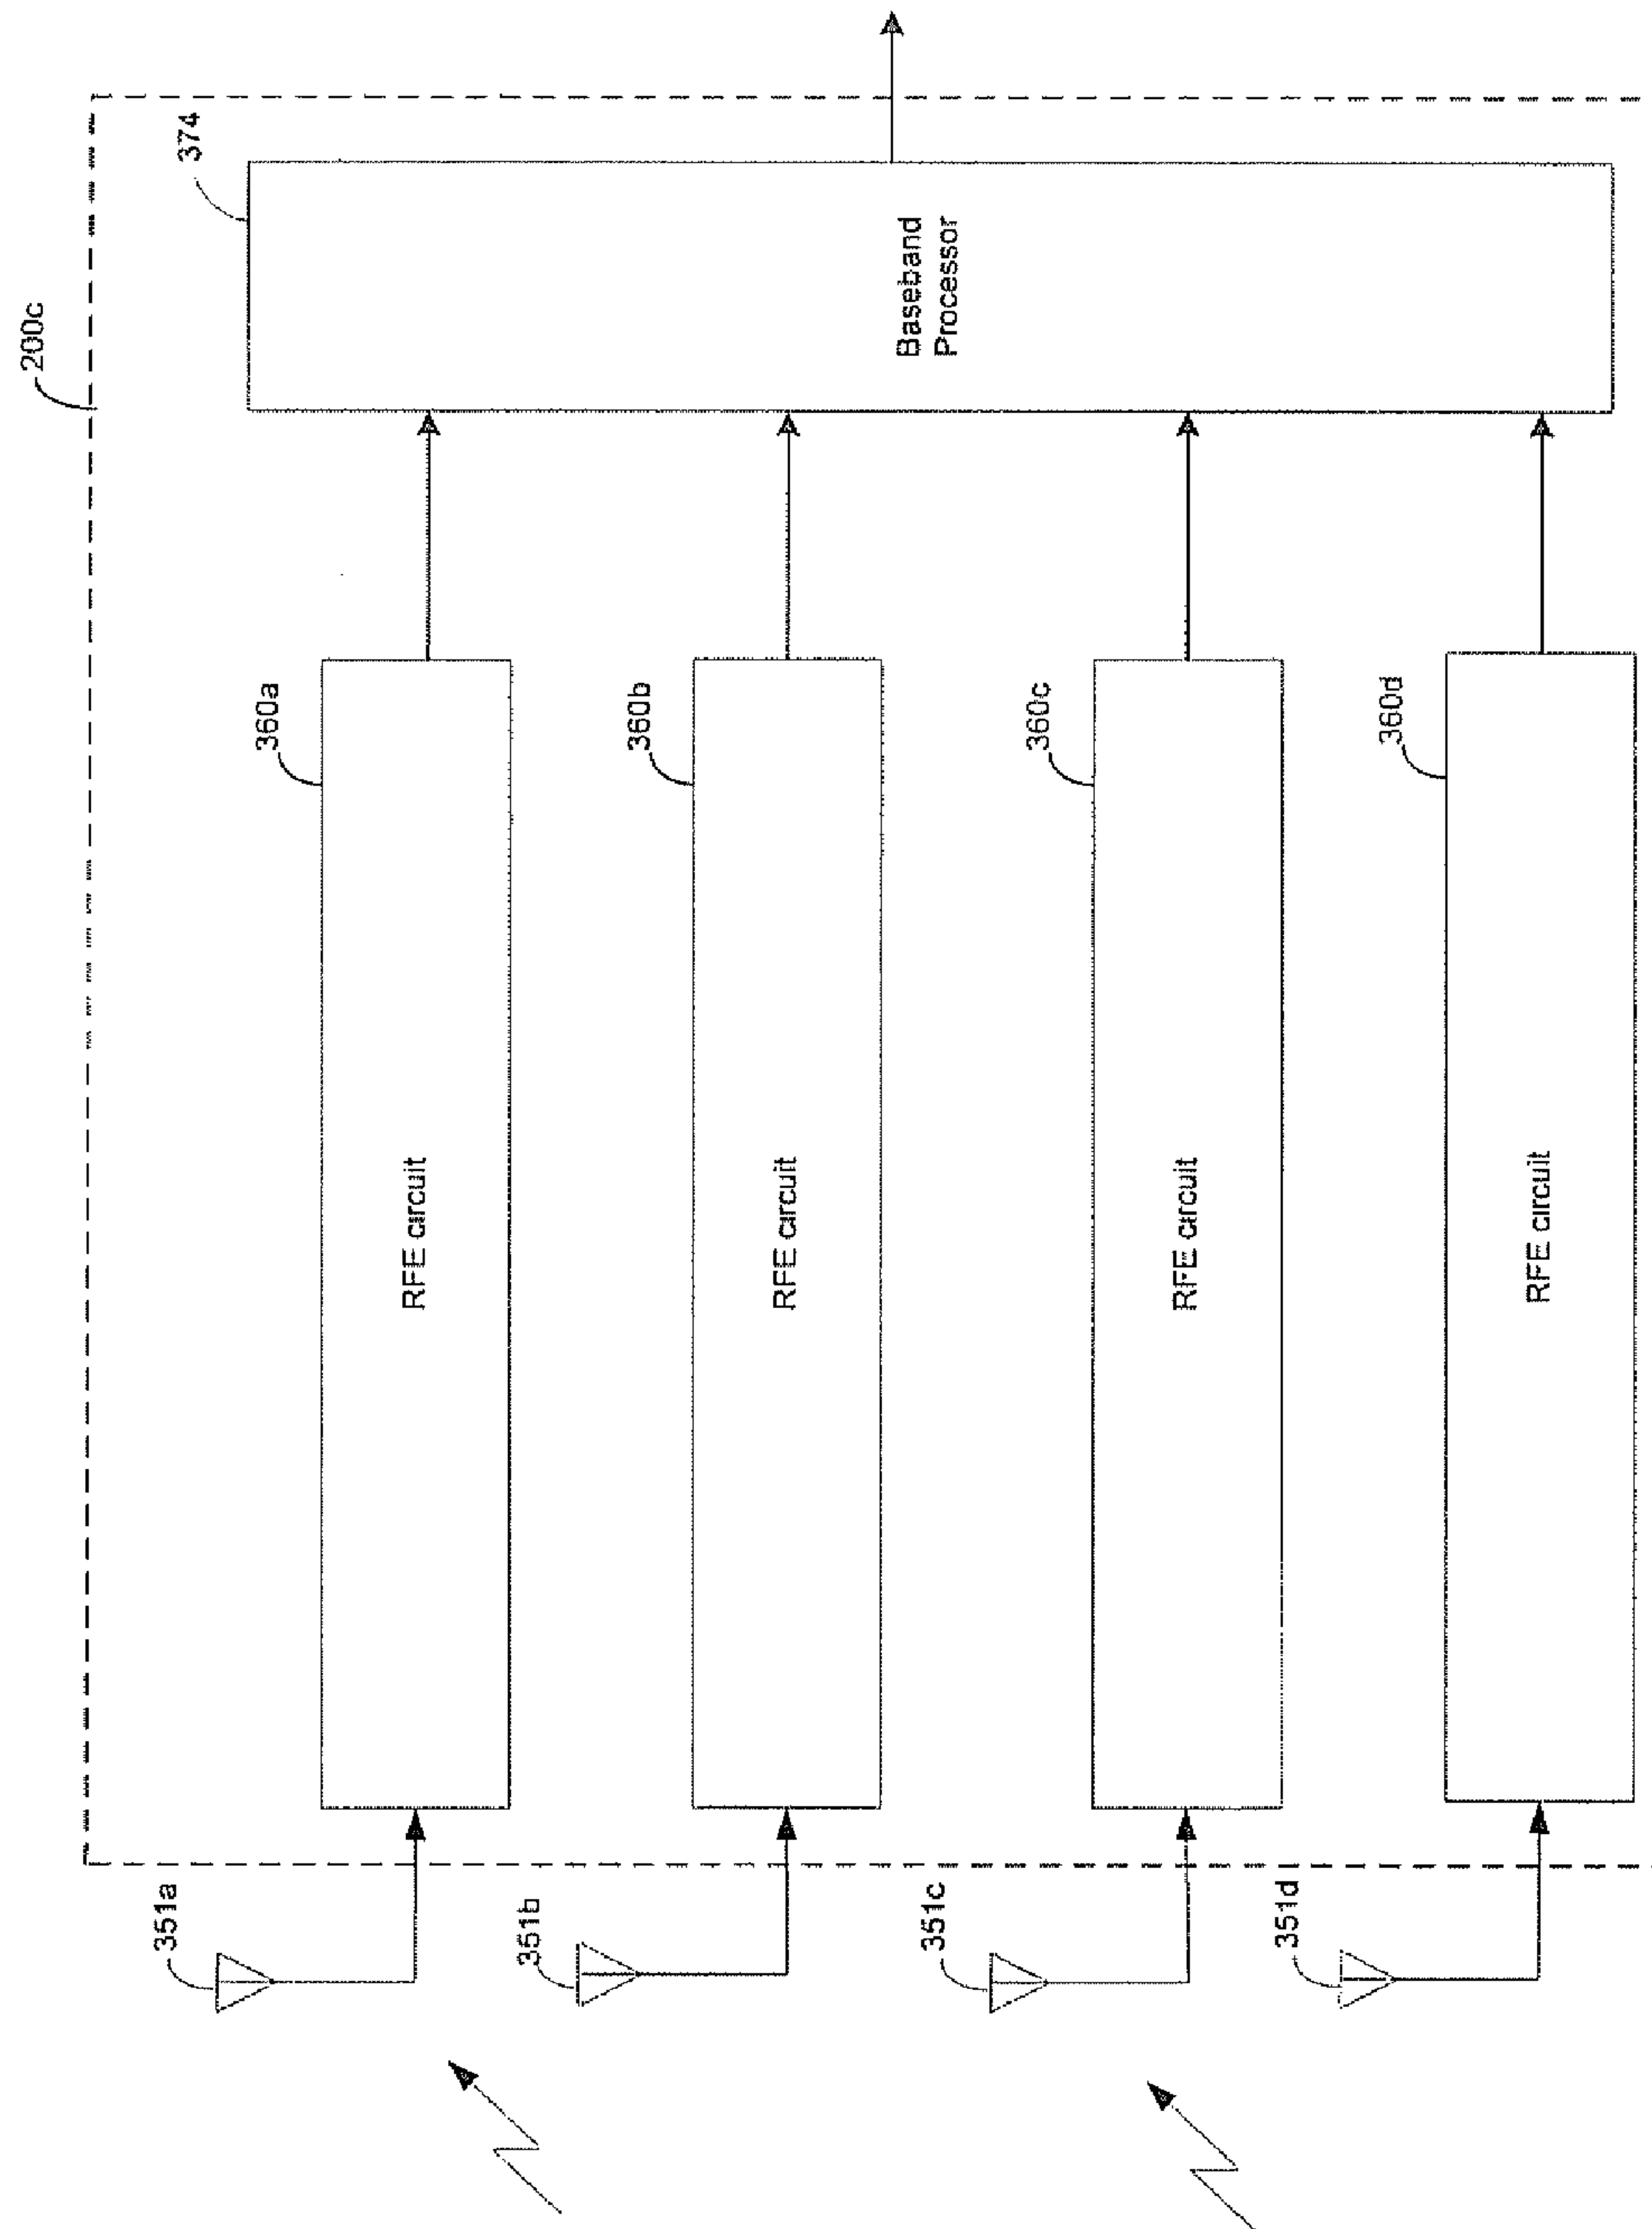 200c
374
Baseband
Processor
360a
360b
360c
360d
RFE circuit
RFE circuit
RFE circuit
RFE circuit
351a
351b
351c
351d